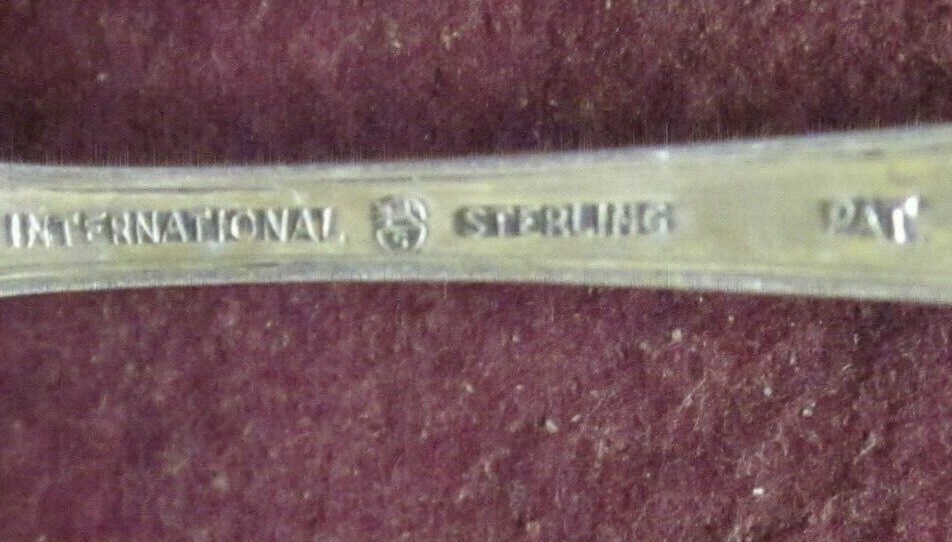 INTERNATIONAL STERLING PAT.